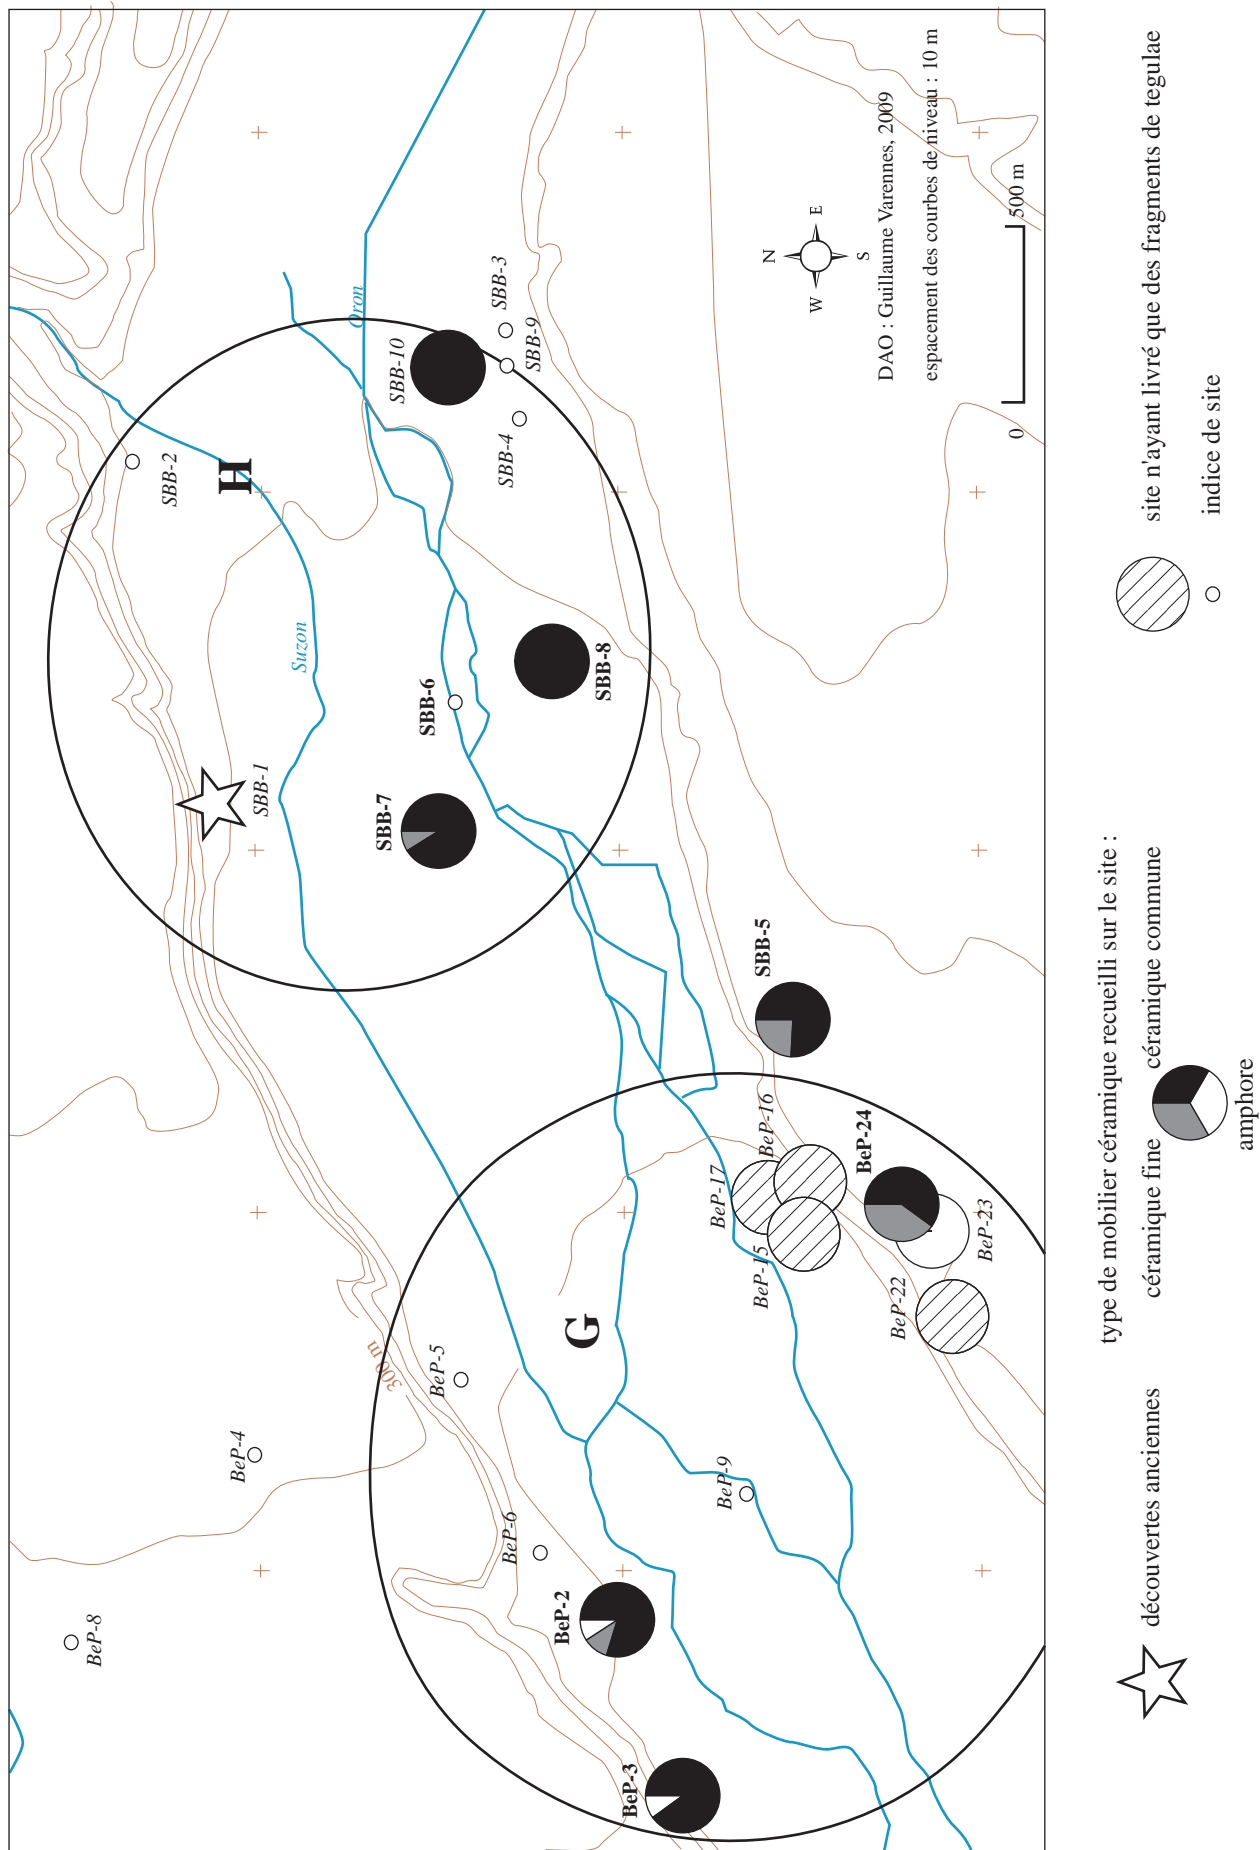 BeP-8
BeP-4
SBB-1
SBB-2
H
Suzon
Oron
SBB-10
SBB-3
SBB-9
SBB-4
SBB-6
SBB-7
SBB-8
300 m
BeP-5
BeP-6
BeP-2
BeP-3
G
BeP-9
SBB-5
BeP-17
BeP-16
BeP-15
BeP-24
BeP-23
BeP-22
N
W
E
S
DAO : Guillaume Varennes, 2009
espacement des courbes de niveau : 10 m
0
500 m
découvertes anciennes
type de mobilier céramique recueilli sur le site :
céramique fine
céramique commune
amphore
site n'ayant livré que des fragments de tegulae
indice de site